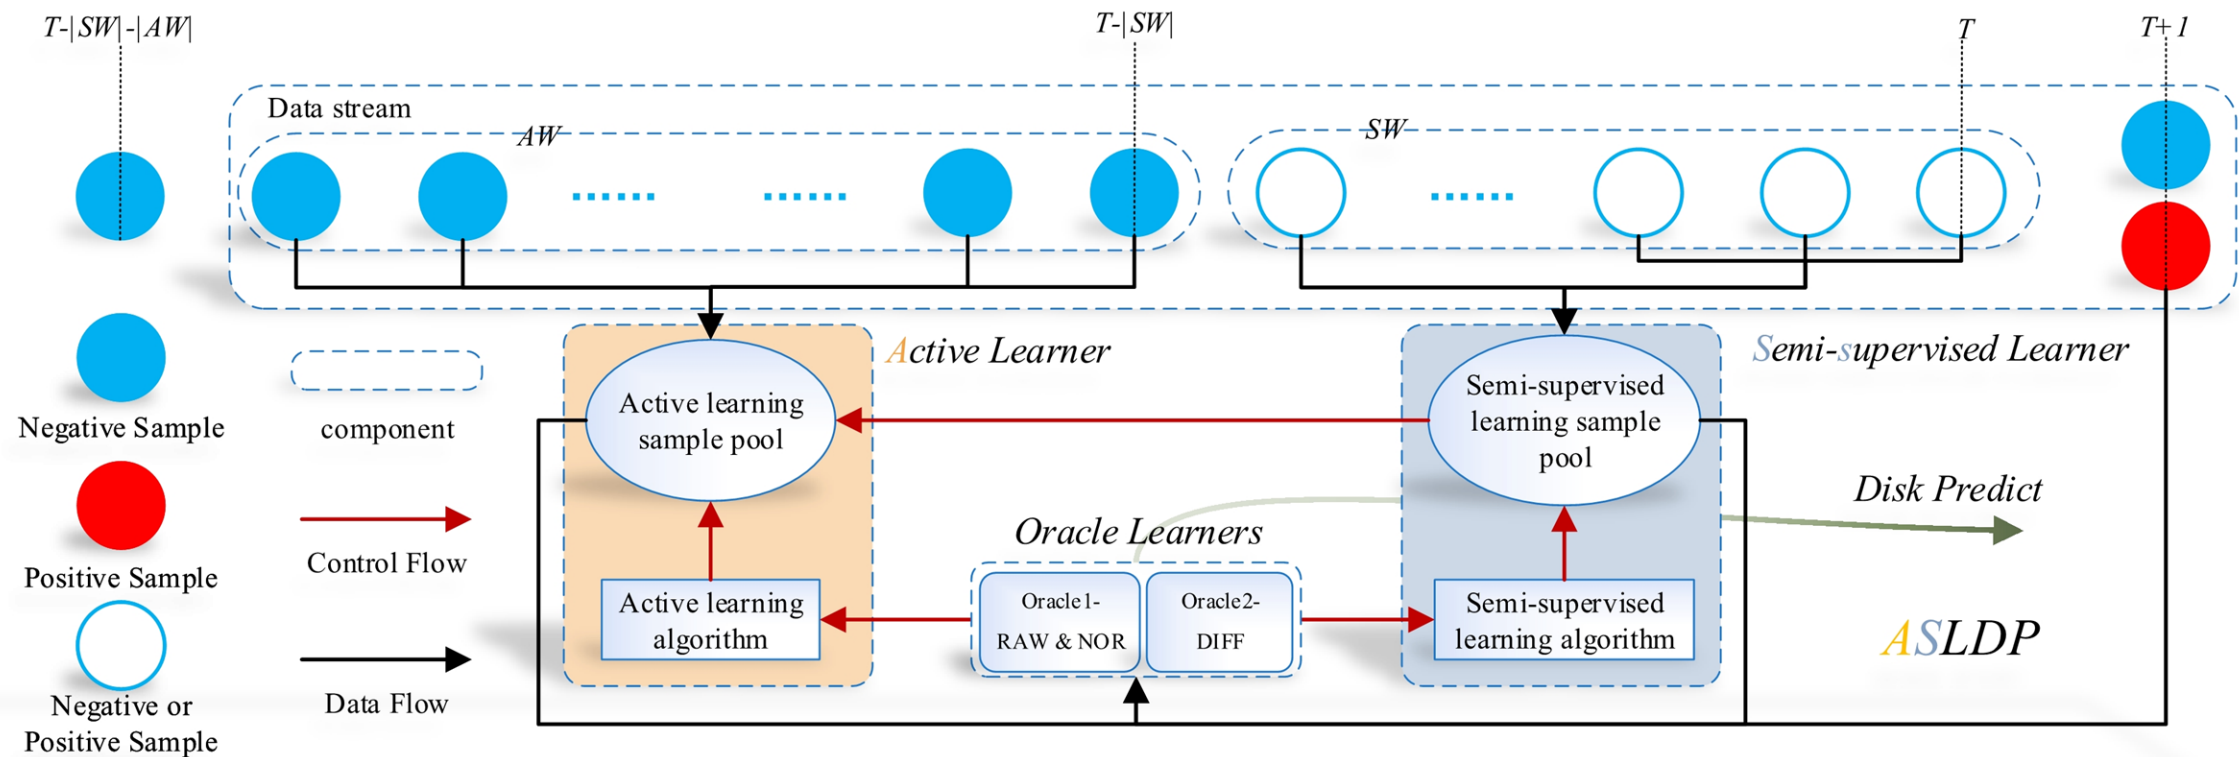 T-|SW|-|AW|
T-|SW|
T
T+1
Data stream
AW
SW
Active Learner
Semi-supervised Learner
Negative Sample
component
Active learning
sample pool
Semi-supervised
learning sample
pool
Positive Sample
Control Flow
Oracle Learners
Disk Predict
Active learning
algorithm
Oracle1-
RAW & NOR
Oracle2-
DIFF
Semi-supervised
learning algorithm
ASLDP
Negative or
Positive Sample
Data Flow